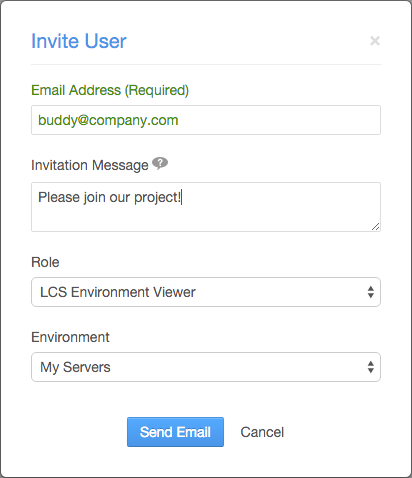 Invite User
×
Email Address (Required)
buddy@company.com
Invitation Message ?
Please join our project!
Role
LCS Environment Viewer
Environment
My Servers
Send Email Cancel